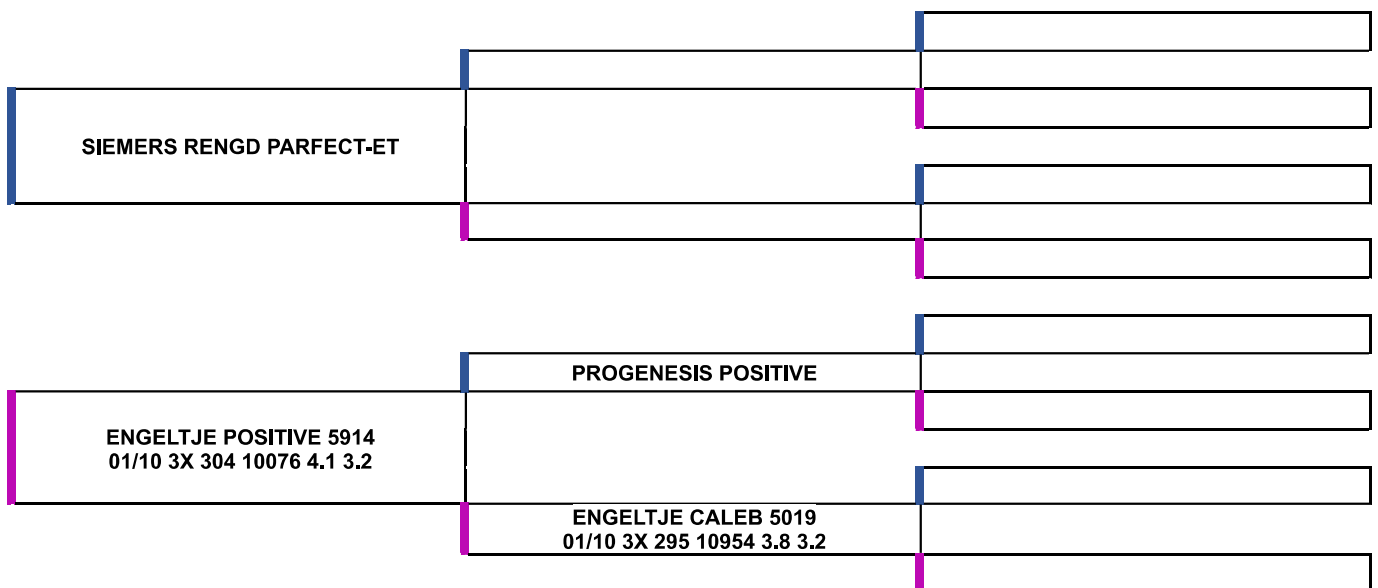 SIEMERS RENGD PARFECT-ET
PROGENESIS POSITIVE
ENGELTJE POSITIVE 5914
01/10 3X 304 10076 4.1 3.2
ENGELTJE CALEB 5019
01/10 3X 295 10954 3.8 3.2